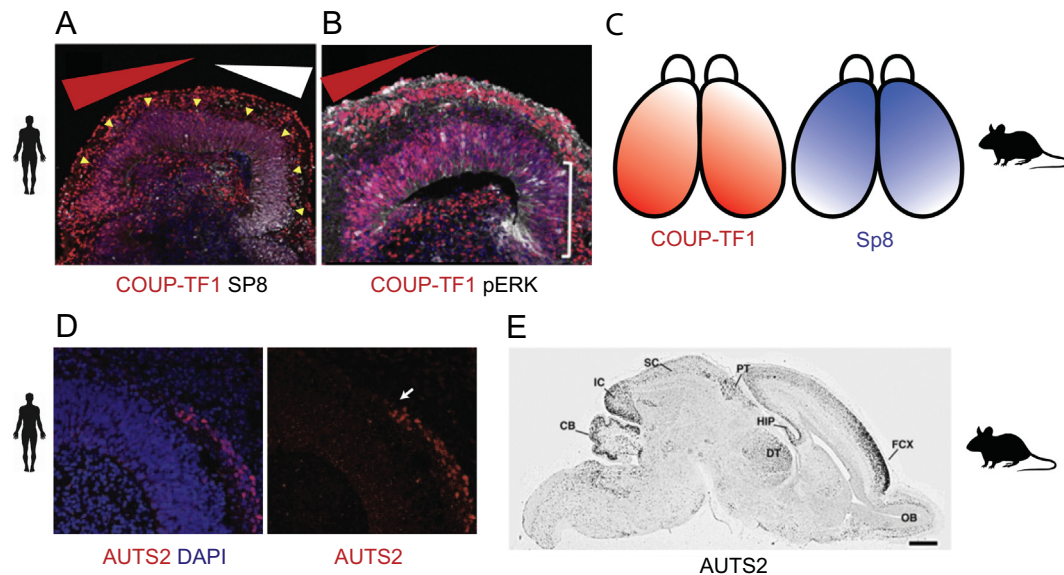 A
B
C
COUP-TF1 SP8
COUP-TF1 pERK
COUP-TF1
Sp8
D
E
SC
PT
IC
CB
HIP
DT
FCX
OB
AUTS2 DAPI
AUTS2
AUTS2